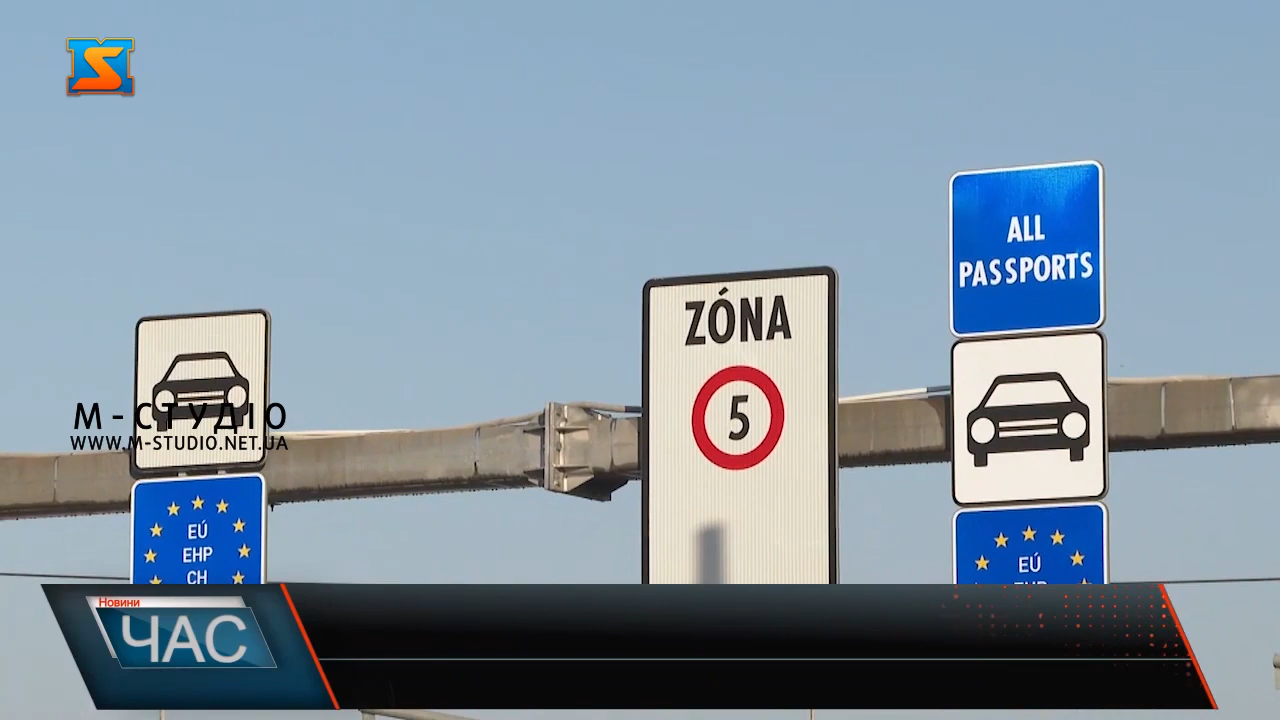 ALL
PASSPORTS
ZÓNA
5
М-СТУДІО
WWW.M-STUDIO.NET.UA
EÚ
EHP
CH
EÚ
Новини
ЧАС